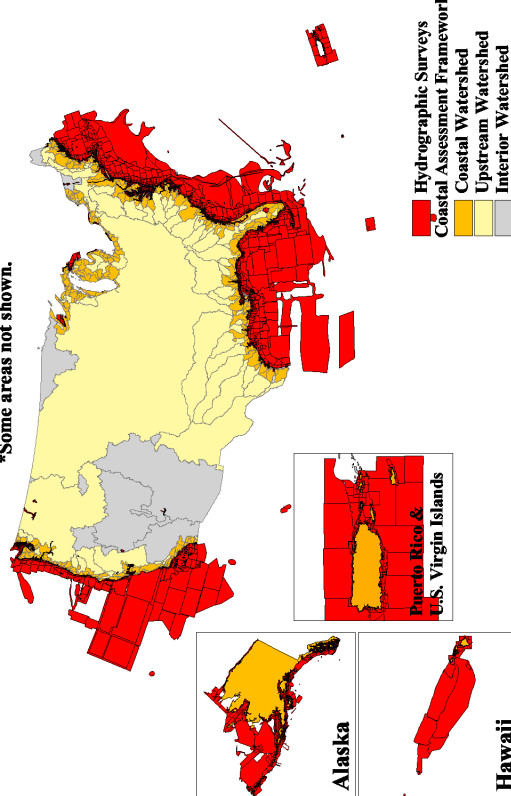 *Some areas not shown.
Hydrographic Surveys
Coastal Assessment Framework
Coastal Watershed
Upstream Watershed
Interior Watershed
Puerto Rico &
U.S. Virgin Islands
Alaska
Hawaii